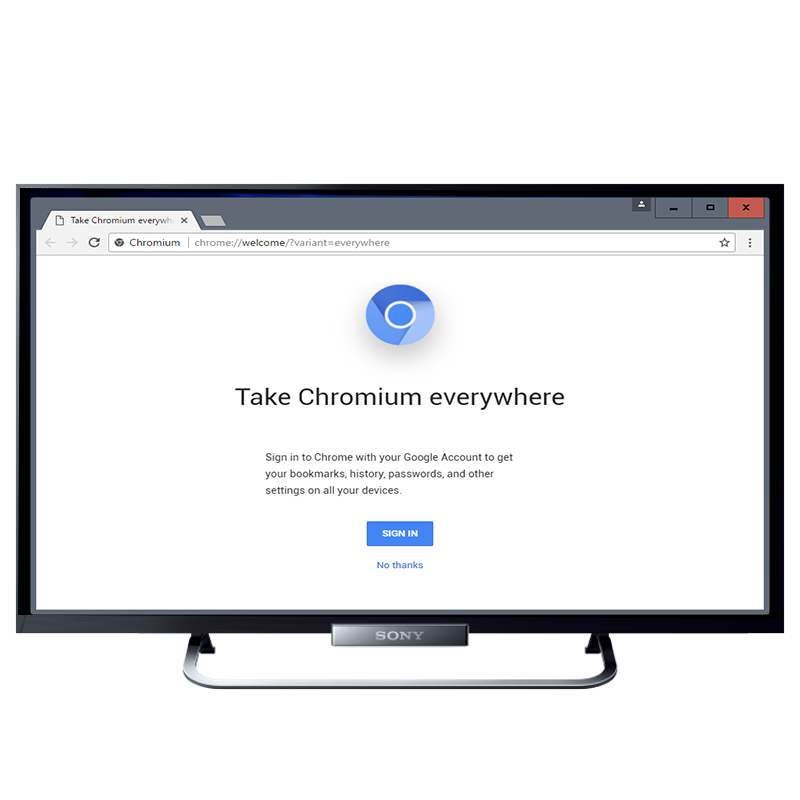 Take Chromium everywh
Chromium
chrome://welcome/?variant=everywhere
Take Chromium everywhere
Sign in to Chrome with your Google Account to get
your bookmarks, history, passwords, and other
settings on all your devices.
SIGN IN
No thanks
SONY